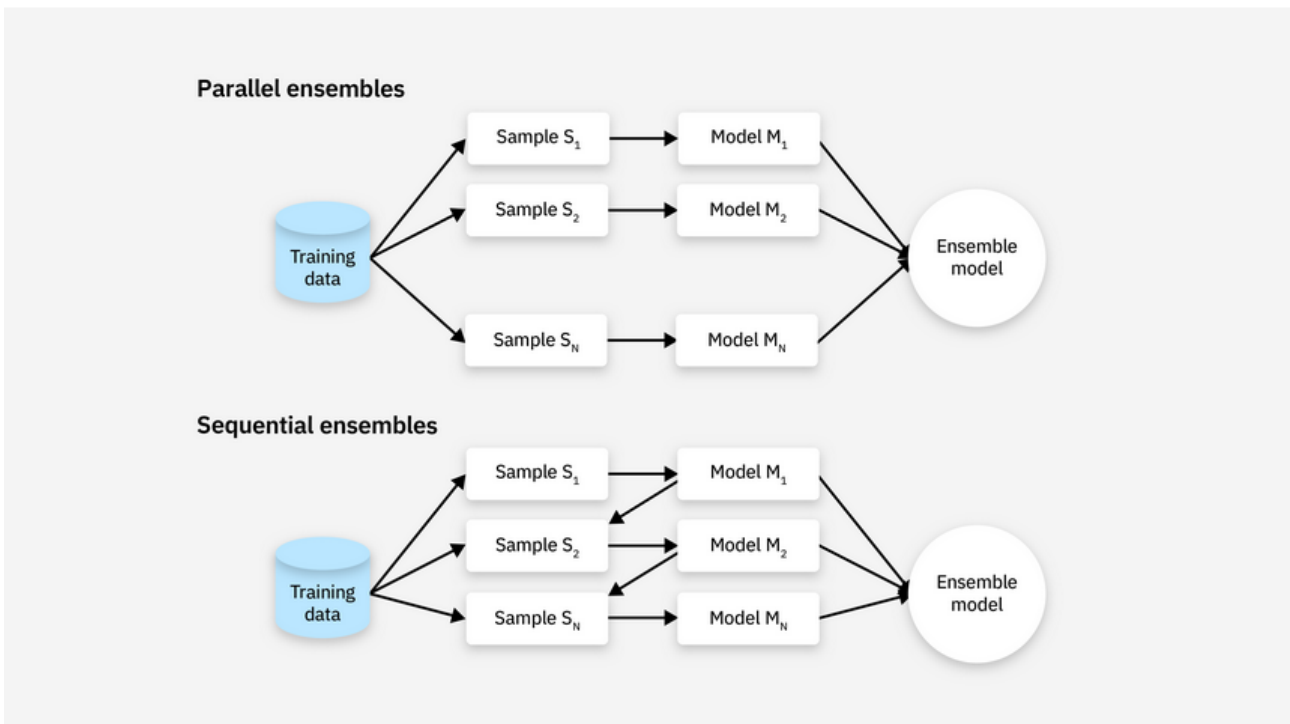 Parallel ensembles
Sample S₁
Model M₁
Sample S₂
Model M₂
Training
data
Ensemble
model
Sample Sₙ
Model Mₙ
Sequential ensembles
Sample S₁
Model M₁
Sample S₂
Model M₂
Training
data
Ensemble
model
Sample Sₙ
Model Mₙ